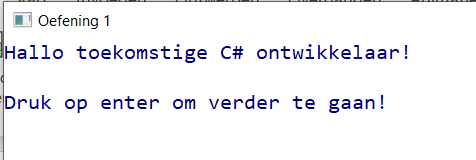 Oefening 1
Hallo toekomstige C# ontwikkelaar!
Druk op enter om verder te gaan!